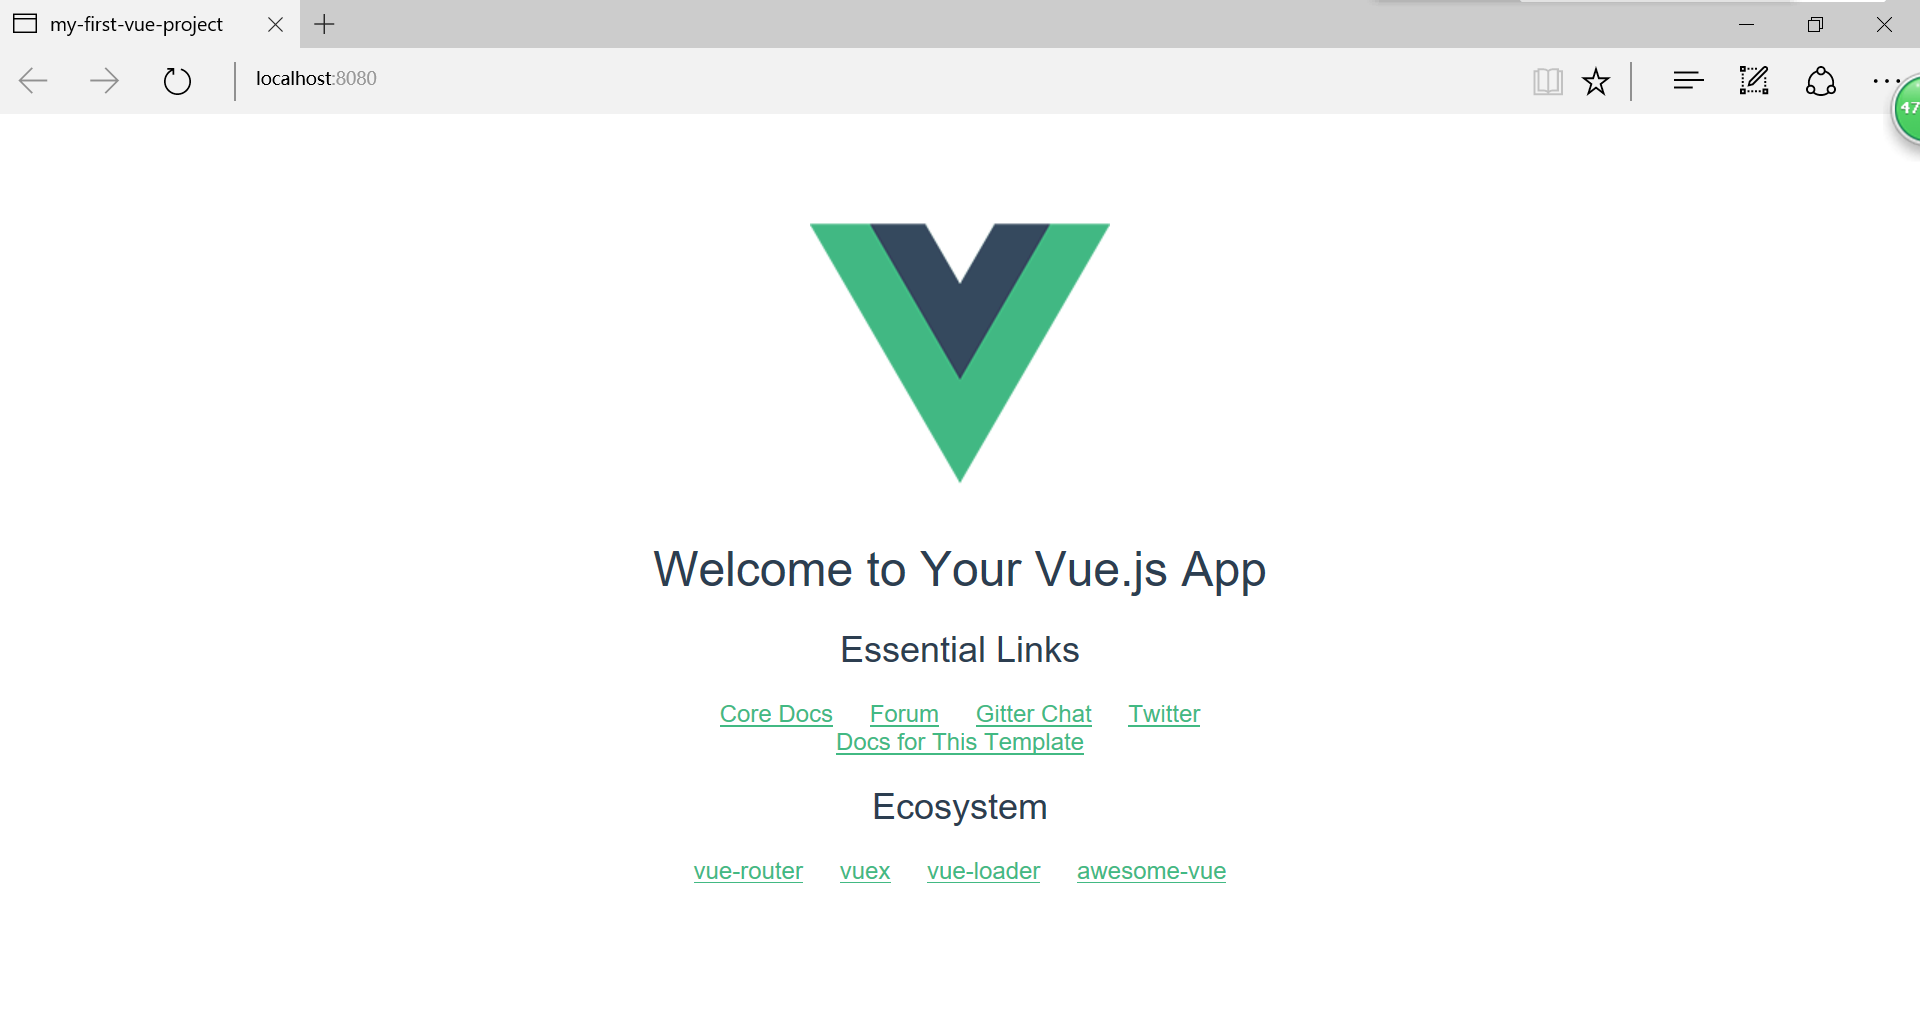 my-first-vue-project
localhost:8080
47
Welcome to Your Vue.js App
Essential Links
Core Docs Forum Gitter Chat Twitter
Docs for This Template
Ecosystem
vue-router vuex vue-loader awesome-vue